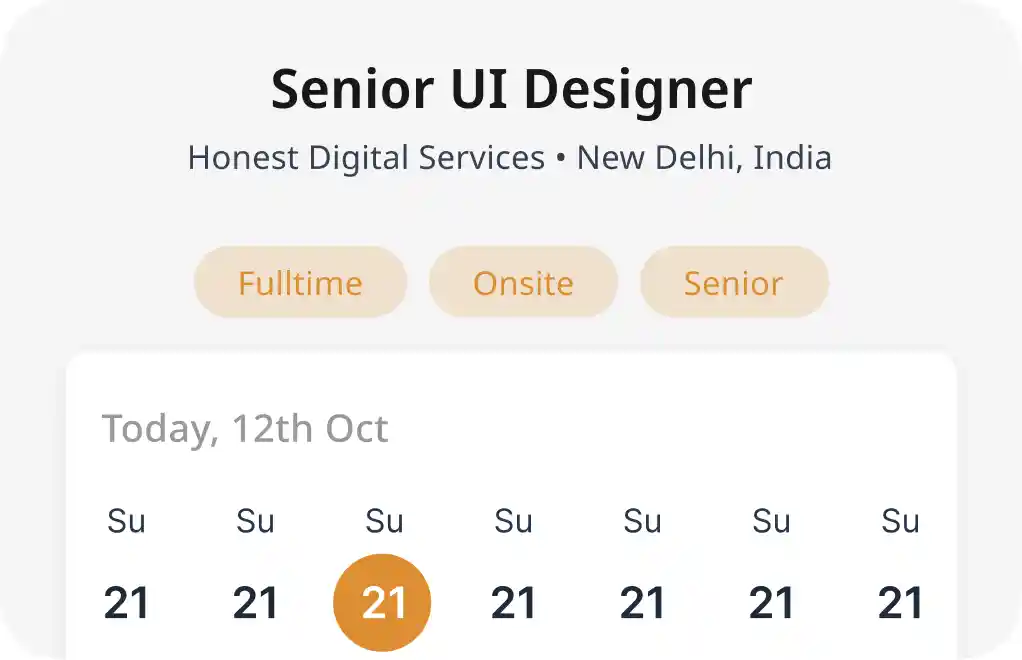 Senior UI Designer
Honest Digital Services • New Delhi, India
Fulltime Onsite Senior
Today, 12th Oct
Su Su Su Su Su Su Su
21 21 21 21 21 21 21